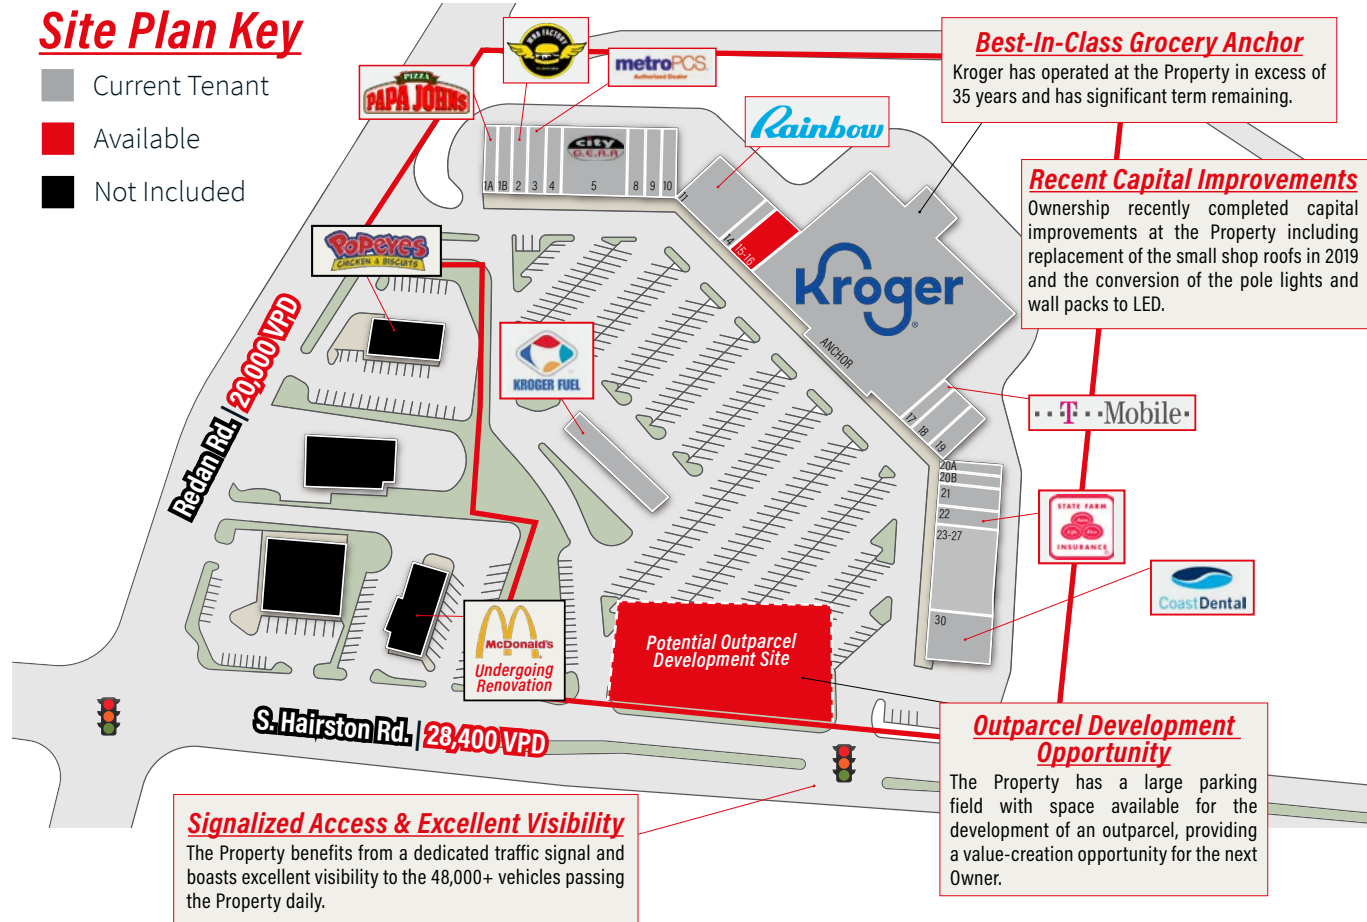 Site Plan Key
Current Tenant
Available
Not Included
PIZZA
PAPA JOHNS
WNB FACTORY
metroPCS.
Authorized Dealer
Rainbow
city
G.E.A.R
1A
1B
2
3
4
5
8
9
10
11
14
15-16
Kroger
ANCHOR
17
18
19
20A
20B
21
22
23-27
30
Best-In-Class Grocery Anchor
Kroger has operated at the Property in excess of
35 years and has significant term remaining.
Recent Capital Improvements
Ownership recently completed capital
improvements at the Property including
replacement of the small shop roofs in 2019
and the conversion of the pole lights and
wall packs to LED.
POPEYES
CHICKEN & BISCUITS
KROGER FUEL
T Mobile
STATE FARM
INSURANCE
CoastDental
Redan Rd. | 20,000 VPD
McDonald's
Undergoing
Renovation
Potential Outparcel
Development Site
S. Hairston Rd. | 28,400 VPD
Outparcel Development
Opportunity
The Property has a large parking
field with space available for the
development of an outparcel, providing
a value-creation opportunity for the next
Owner.
Signalized Access & Excellent Visibility
The Property benefits from a dedicated traffic signal and
boasts excellent visibility to the 48,000+ vehicles passing
the Property daily.